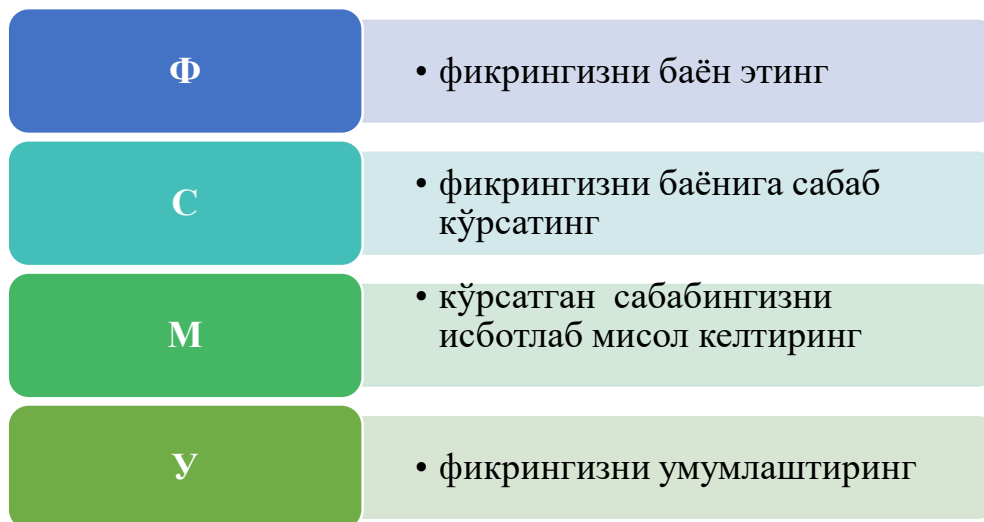 Ф
• фикрингизни баён этинг
С
• фикрингизни баёнига сабаб
кўрсатинг
М
• кўрсатган сабабингизни
исботлаб мисол келтиринг
У
• фикрингизни умумлаштиринг